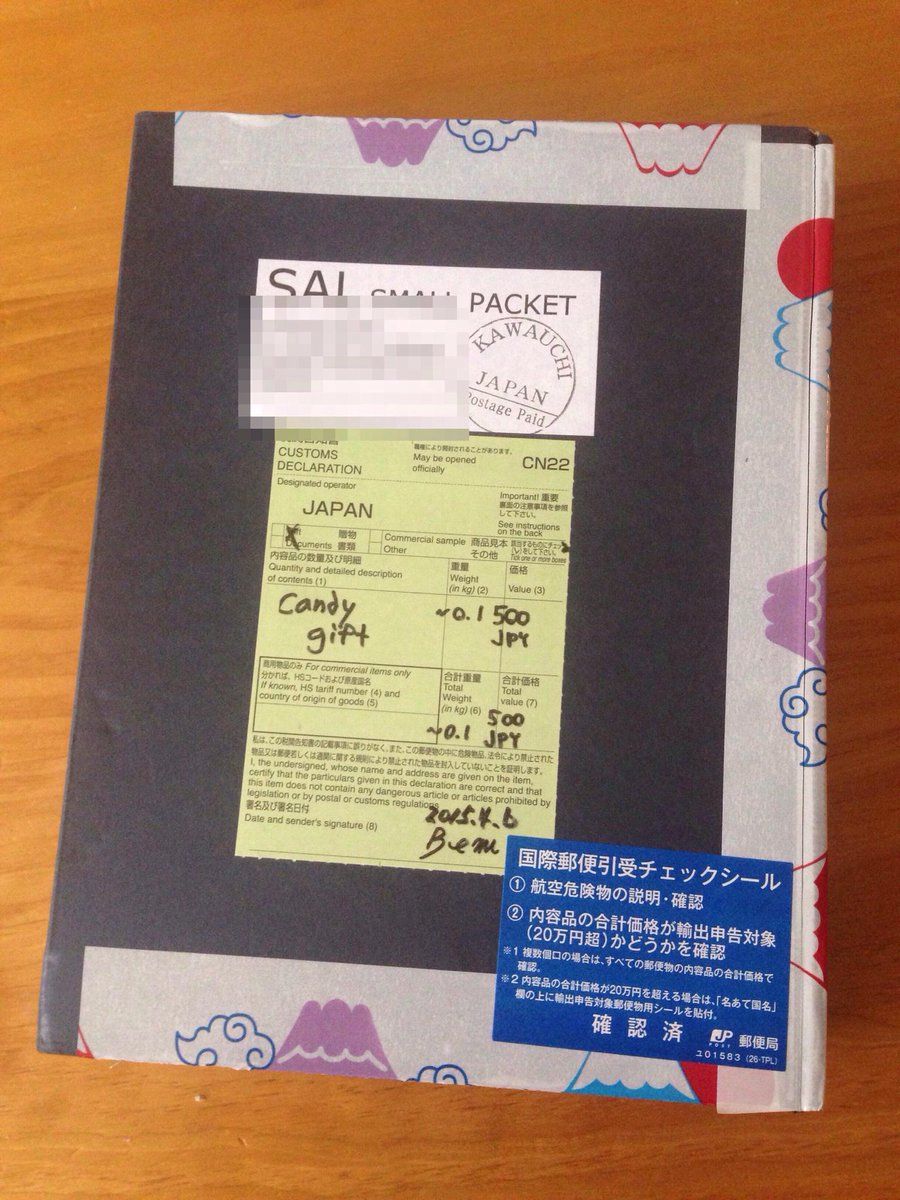 SAL SMALL PACKET
KAWAUCHI
JAPAN
Postage Paid
CUSTOMS
DECLARATION
職権により開封されることがあります。
May be opened
officially
CN22
Designated operator
JAPAN
Important! 重要
裏面の注意事項を参照
して下さい。
See instructions
on the back
贈物
Commercial sample 商品見本
該当するものにチェック
(✓)をして下さい。
Tick one or more boxes
Documents 書類
Other その他
内容品の数量及び明細
Quantity and detailed description
of contents (1)
重量
Weight
(in kg) (2)
価格
Value (3)
Candy
gift
~0.1
500
JPY
商用物品のみ For commercial items only
分かれば、HSコードおよび原産国名
If known, HS tariff number (4) and
country of origin of goods (5)
合計重量
Total
Weight
(in kg) (6)
合計価格
Total
value (7)
~0.1
500
JPY
私は、この税関告知書の記載事項に誤りがなく、また、この郵便物の中に危険物品、法令により禁止された
物品又は郵便若しくは通関に関する規則により禁止された物品を封入していないことを証明します。
I, the undersigned, whose name and address are given on the item,
certify that the particulars given in this declaration are correct and that
this item does not contain any dangerous article or articles prohibited by
legislation or by postal or customs regulations
署名及び署名日付
Date and sender's signature (8)
2015.4.6
国際郵便引受チェックシール
① 航空危険物の説明・確認
② 内容品の合計価格が輸出申告対象
(20万円超)かどうかを確認
※1 複数個口の場合は、すべての郵便物の内容品の合計価格で
確認。
※2 内容品の合計価格が20万円を超える場合は、「名あて国名」
欄の上に輸出申告対象郵便物用シールを貼付。
確認済
JP POST 郵便局
ユ01583 (26-TPL)